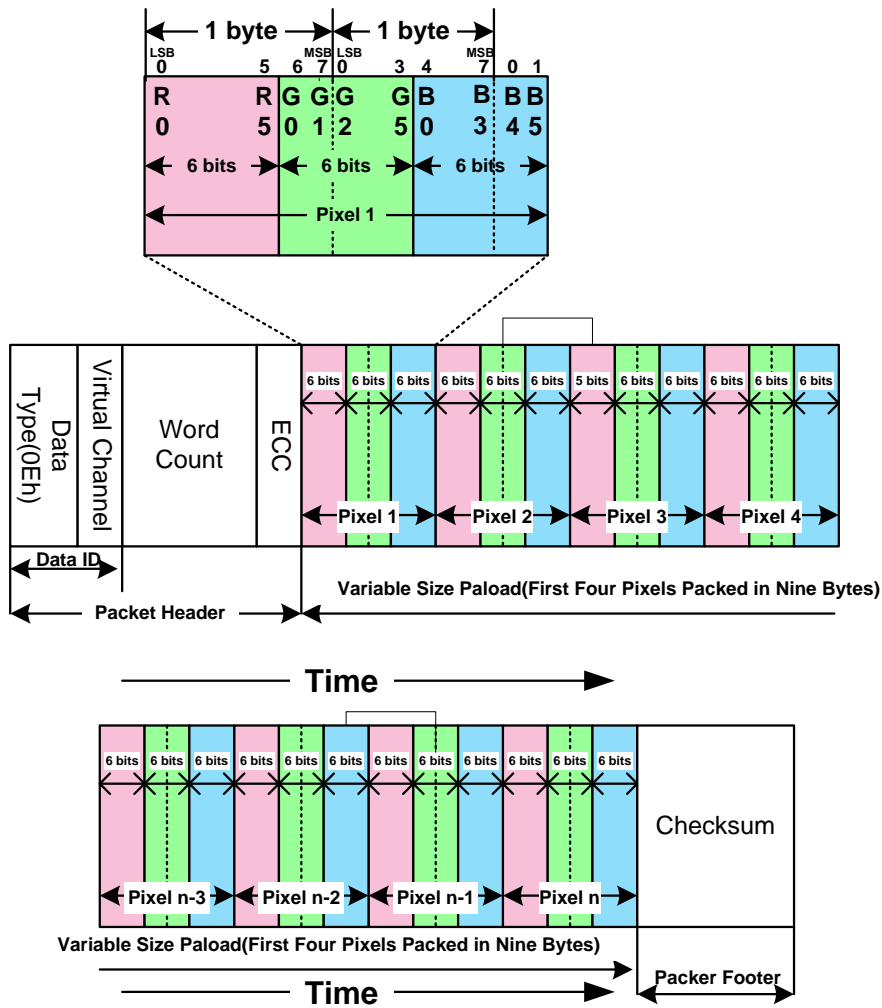 1 byte 1 byte
LSB MSB LSB MSB
0 5 6 7 0 3 4 7 0 1
R R G G G G B B B B
0 5 0 1 2 5 0 3 4 5
6 bits 6 bits 6 bits
Pixel 1
Data Type(0Eh)
Virtual Channel
Word Count
ECC
6 bits 6 bits 6 bits 6 bits 6 bits 6 bits 5 bits 6 bits 6 bits 6 bits 6 bits 6 bits
Pixel 1 Pixel 2 Pixel 3 Pixel 4
Data ID
Variable Size Paload(First Four Pixels Packed in Nine Bytes)
Packet Header
Time
6 bits 6 bits 6 bits 6 bits 6 bits 6 bits 6 bits 6 bits 6 bits 6 bits 6 bits 6 bits
Checksum
Pixel n-3 Pixel n-2 Pixel n-1 Pixel n
Variable Size Paload(First Four Pixels Packed in Nine Bytes)
Packer Footer
Time